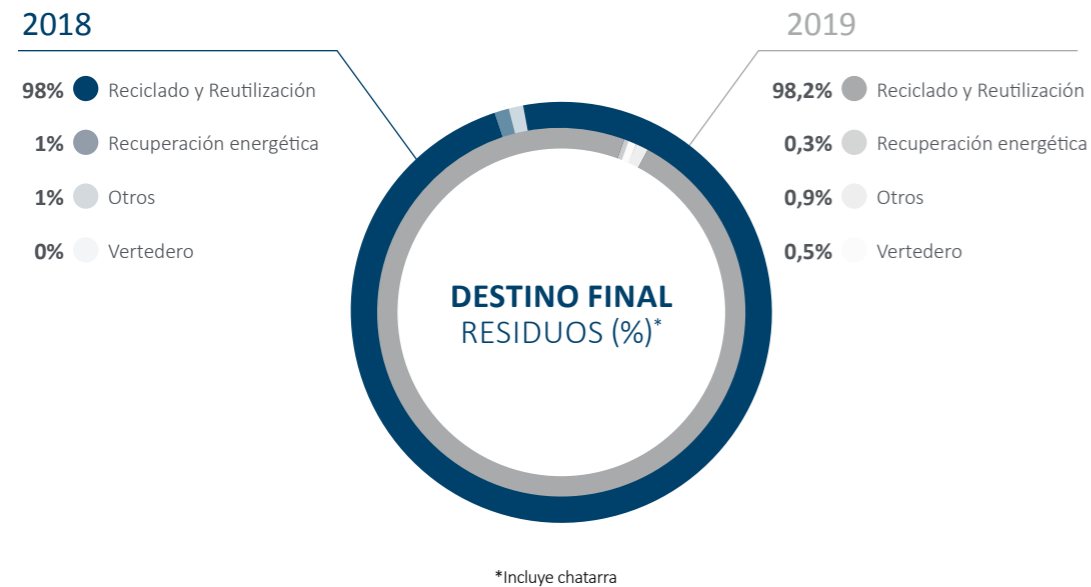 2018
98% Reciclado y Reutilización
1% Recuperación energética
1% Otros
0% Vertedero
2019
98,2% Reciclado y Reutilización
0,3% Recuperación energética
0,9% Otros
0,5% Vertedero
DESTINO FINAL
RESIDUOS (%)*
*Incluye chatarra